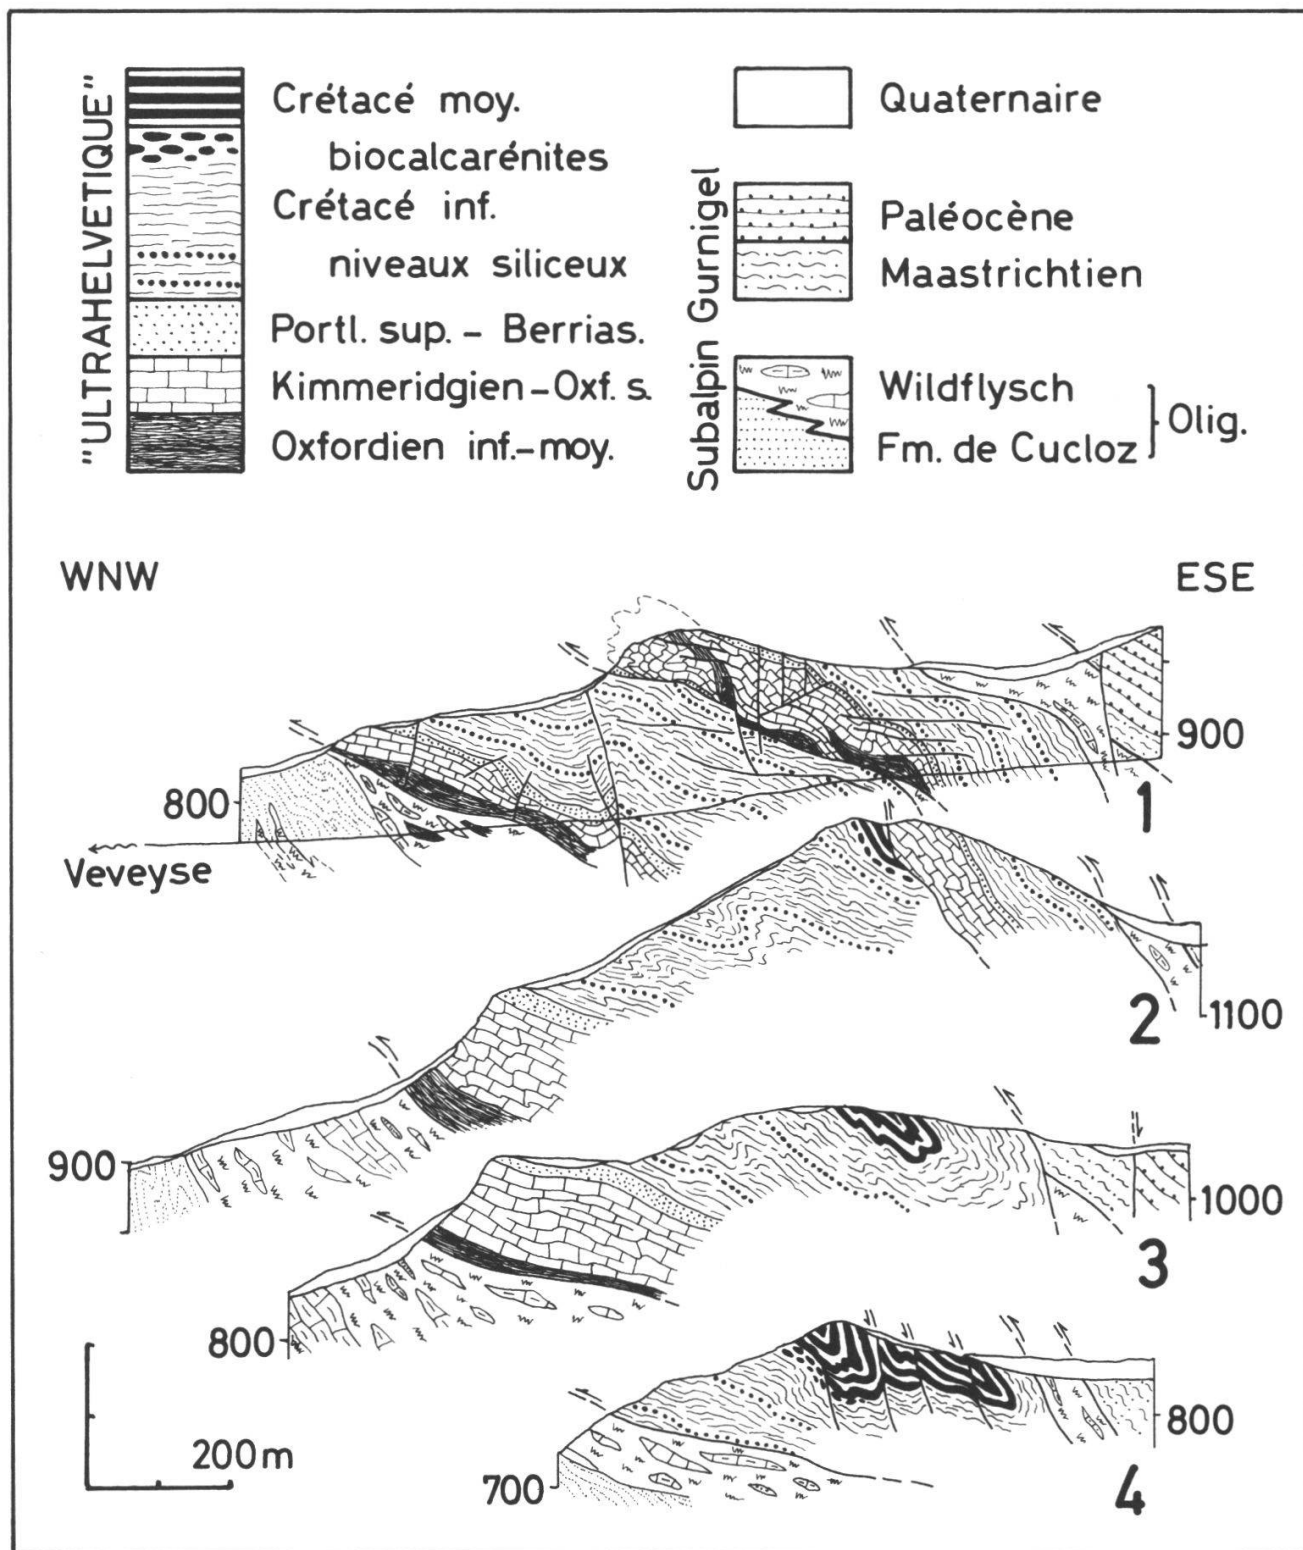 "ULTRAHELVETIQUE"
Crétacé moy.
biocalcarénites
Crétacé inf.
niveaux siliceux
Portl. sup. - Berrias.
Kimmeridgien - Oxf. s.
Oxfordien inf.-moy.
Quaternaire
Subalpin Gurnigel
Paléocène
Maastrichtien
Wildflysch
Fm. de Cucloz
Olig.
WNW
ESE
900
800
1
Veveyse
2
1100
900
1000
3
800
200m
800
700
4